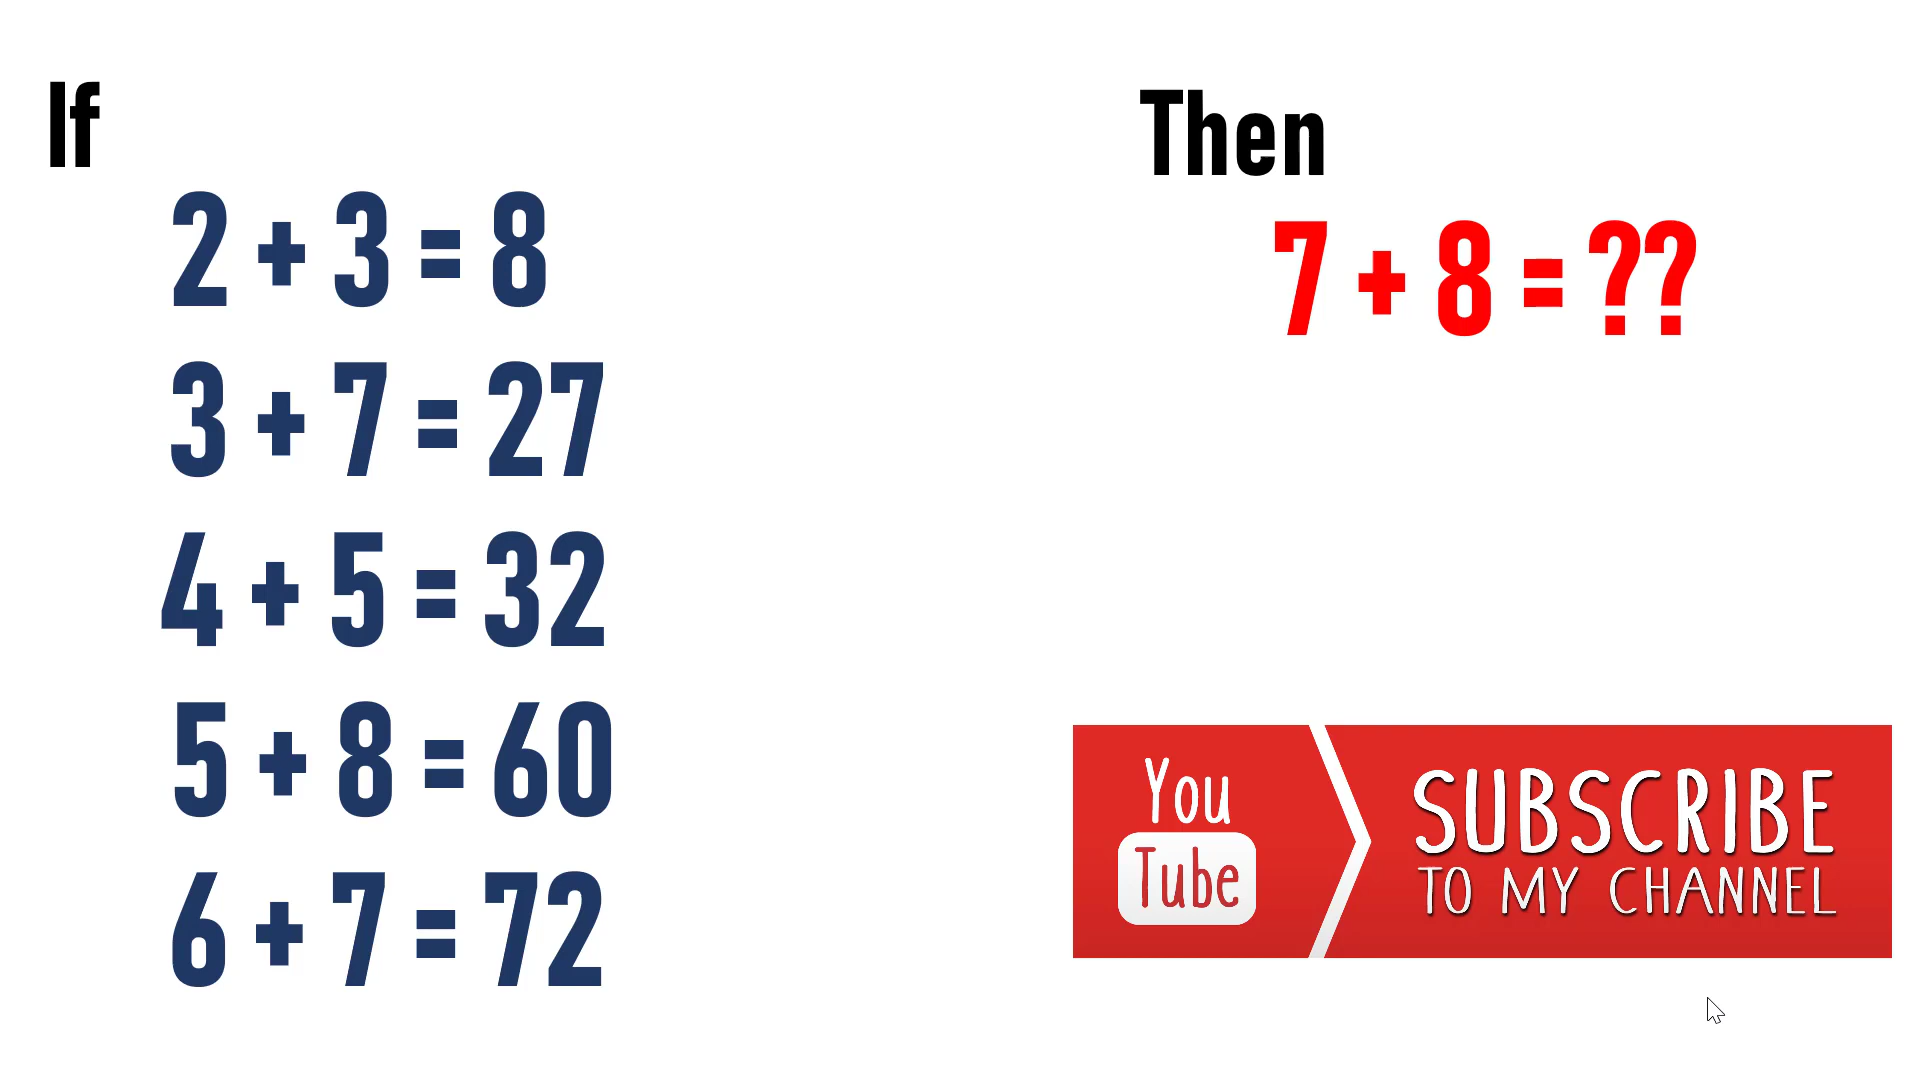 If
2 + 3 = 8
3 + 7 = 27
4 + 5 = 32
5 + 8 = 60
6 + 7 = 72
Then
7 + 8 = ??
You
Tube
SUBSCRIBE
TO MY CHANNEL